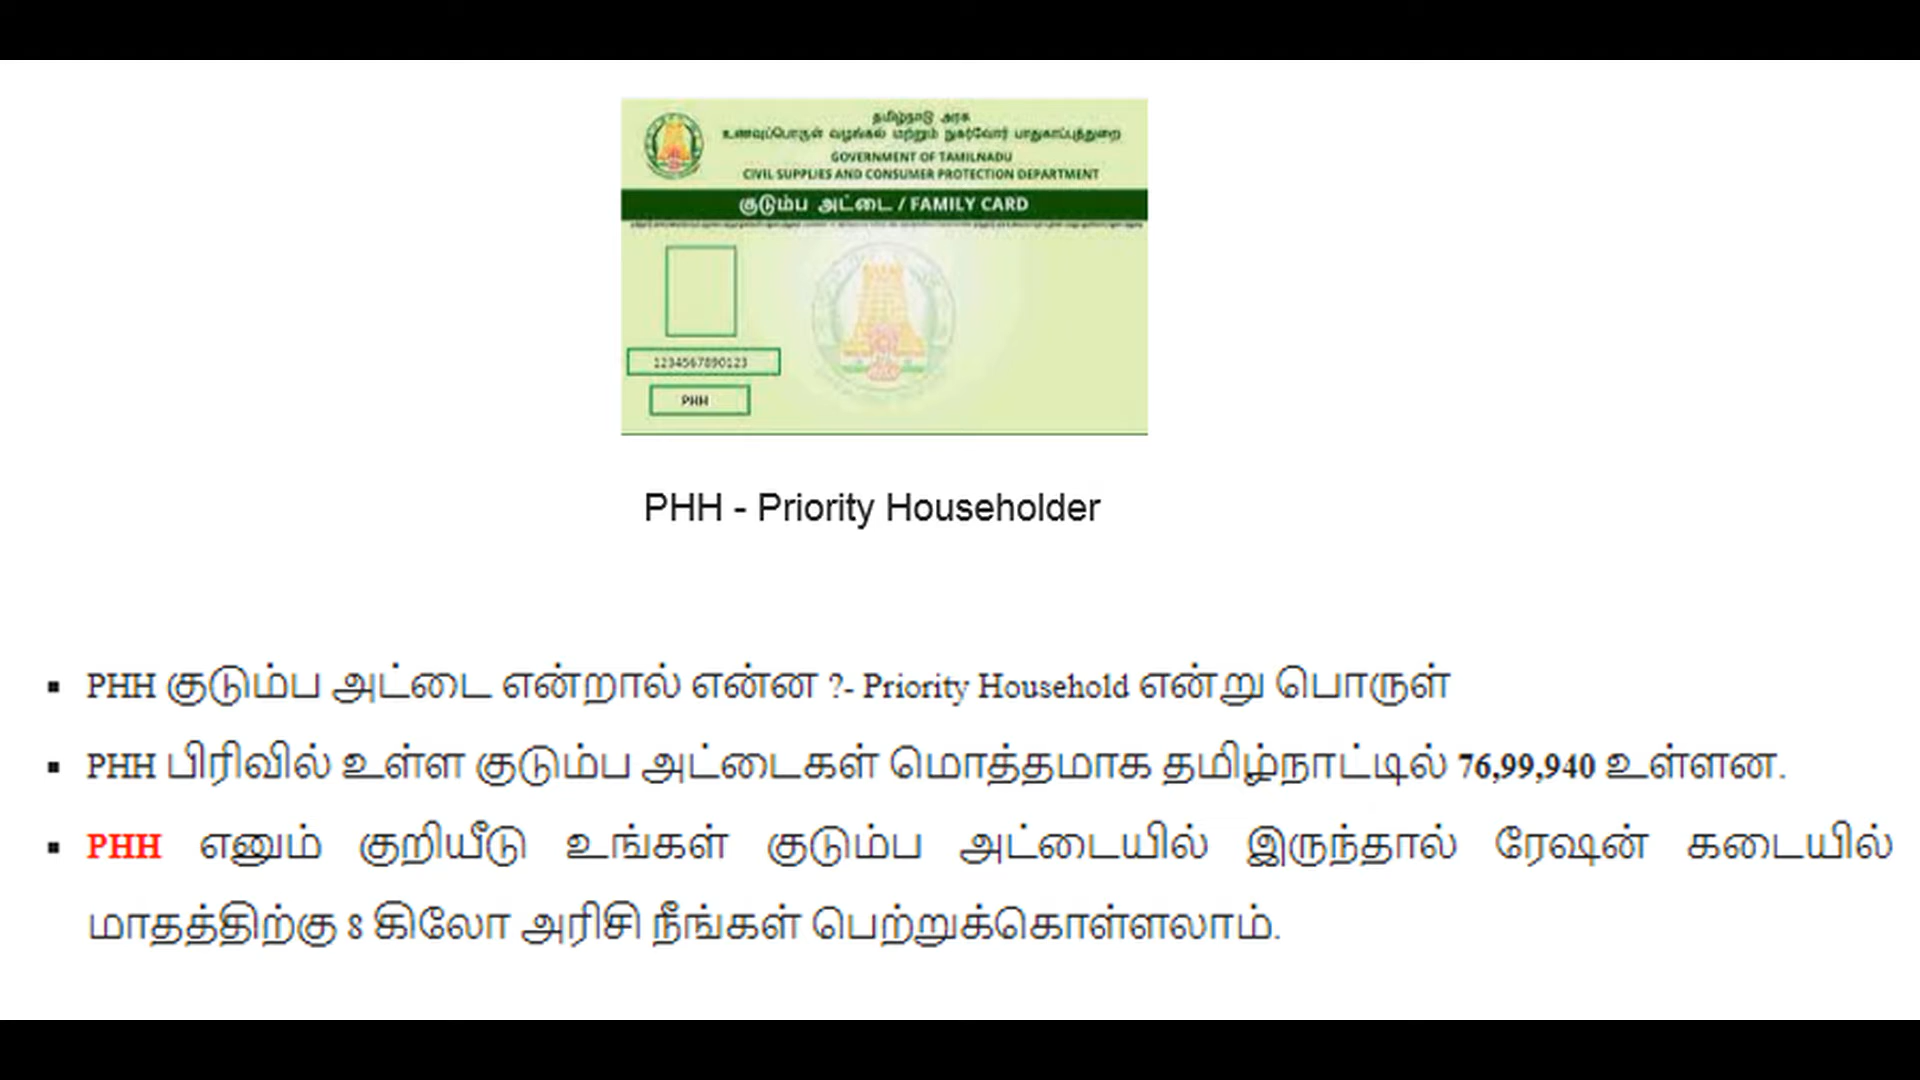 தமிழ்நாடு அரசு
உணவுப்பொருள் வழங்கல் மற்றும் நுகர்வோர் பாதுகாப்புத்துறை
GOVERNMENT OF TAMILNADU
CIVIL SUPPLIES AND CONSUMER PROTECTION DEPARTMENT
குடும்ப அட்டை / FAMILY CARD
1234567890123
PHH
PHH - Priority Householder
▪ PHH குடும்ப அட்டை என்றால் என்ன ?- Priority Household என்று பொருள்
▪ PHH பிரிவில் உள்ள குடும்ப அட்டைகள் மொத்தமாக தமிழ்நாட்டில் 76,99,940 உள்ளன.
▪ PHH எனும் குறியீடு உங்கள் குடும்ப அட்டையில் இருந்தால் ரேஷன் கடையில்
மாதத்திற்கு 8 கிலோ அரிசி நீங்கள் பெற்றுக்கொள்ளலாம்.